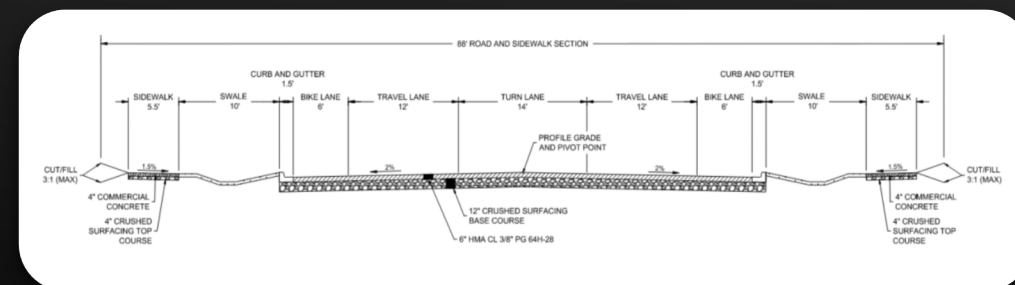 88' ROAD AND SIDEWALK SECTION
CURB AND GUTTER
1.5'
CURB AND GUTTER
1.5'
SIDEWALK
5.5'
SWALE
10'
BIKE LANE
6'
TRAVEL LANE
12'
TURN LANE
14'
TRAVEL LANE
12'
BIKE LANE
6'
SWALE
10'
SIDEWALK
5.5'
PROFILE GRADE
AND PIVOT POINT
CUT/FILL
3:1 (MAX)
1.5%
2%
2%
1.5%
CUT/FILL
3:1 (MAX)
4" COMMERCIAL
CONCRETE
4" CRUSHED
SURFACING TOP
COURSE
12" CRUSHED SURFACING
BASE COURSE
6" HMA CL 3/8" PG 64H-28
4" COMMERCIAL
CONCRETE
4" CRUSHED
SURFACING TOP
COURSE